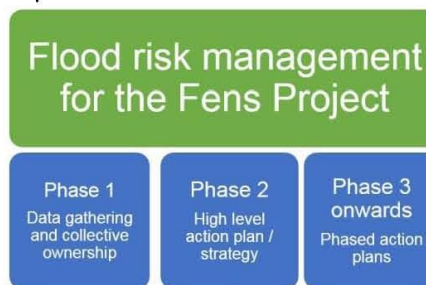 Flood risk management
for the Fens Project
Phase 1
Data gathering
and collective
ownership
Phase 2
High level
action plan /
strategy
Phase 3
onwards
Phased action
plans